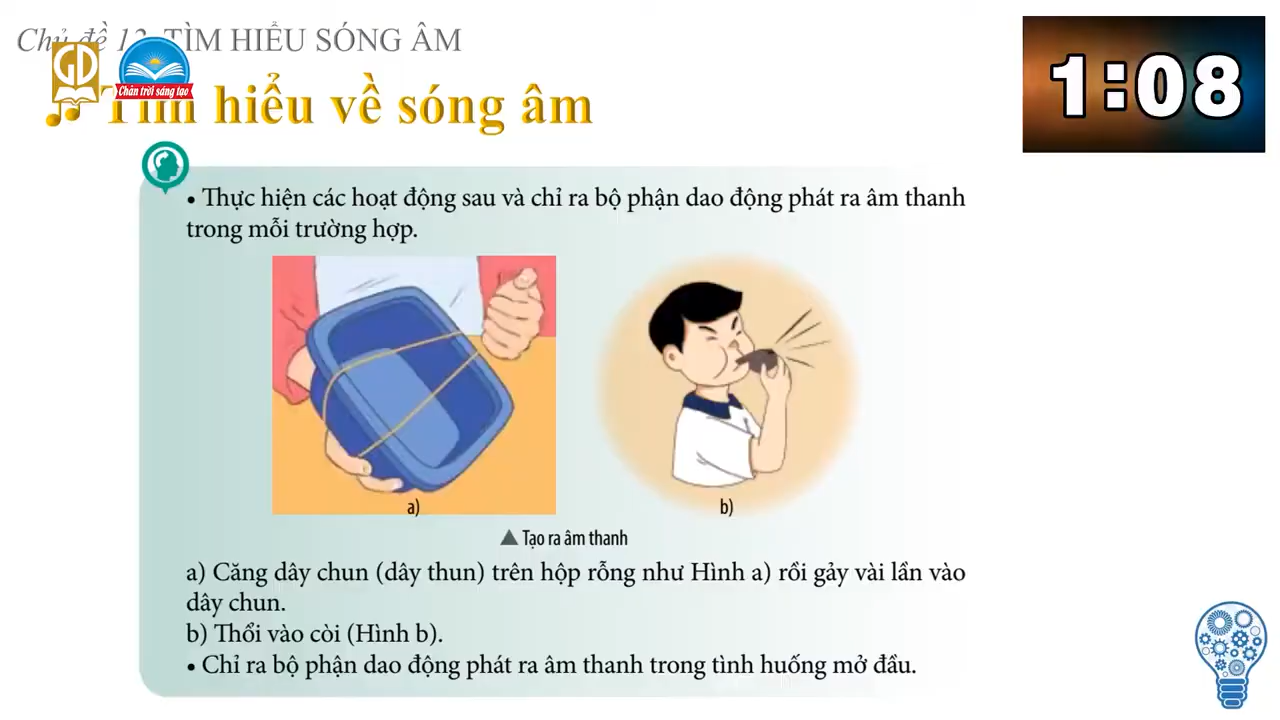 Chủ đề 12 TÌM HIỂU SÓNG ÂM
GD
Chân trời sáng tạo
Tìm hiểu về sóng âm
1:08
• Thực hiện các hoạt động sau và chỉ ra bộ phận dao động phát ra âm thanh
trong mỗi trường hợp.
a)
b)
▲ Tạo ra âm thanh
a) Căng dây chun (dây thun) trên hộp rỗng như Hình a) rồi gảy vài lần vào
dây chun.
b) Thổi vào còi (Hình b).
• Chỉ ra bộ phận dao động phát ra âm thanh trong tình huống mở đầu.